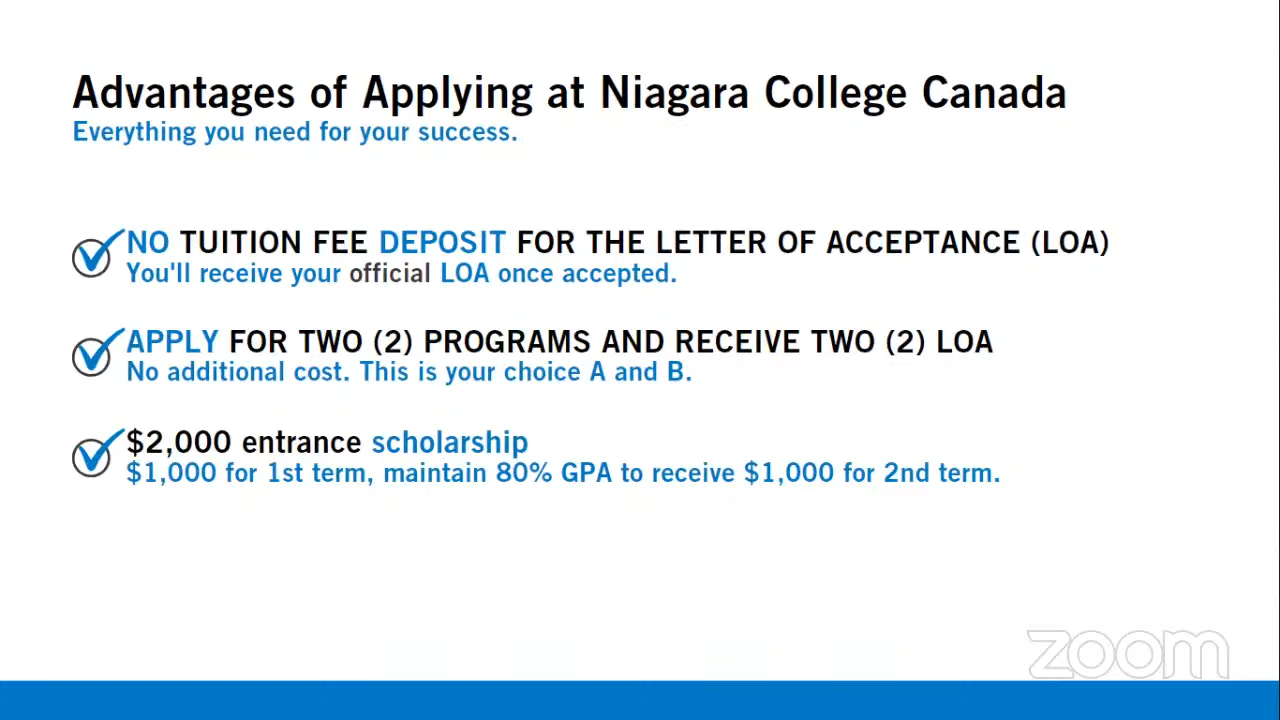 Advantages of Applying at Niagara College Canada
Everything you need for your success.
NO TUITION FEE DEPOSIT FOR THE LETTER OF ACCEPTANCE (LOA)
You'll receive your official LOA once accepted.
APPLY FOR TWO (2) PROGRAMS AND RECEIVE TWO (2) LOA
No additional cost. This is your choice A and B.
$2,000 entrance scholarship
$1,000 for 1st term, maintain 80% GPA to receive $1,000 for 2nd term.
zoom